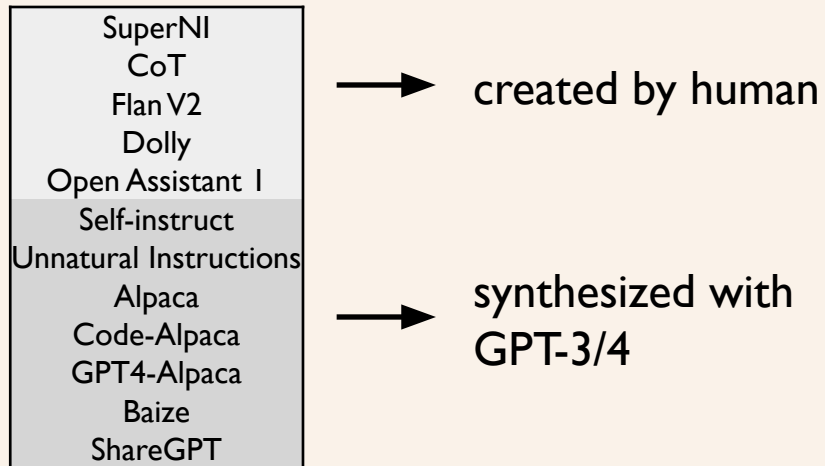 SuperNI
CoT
Flan V2
Dolly
Open Assistant 1
Self-instruct
Unnatural Instructions
Alpaca
Code-Alpaca
GPT4-Alpaca
Baize
ShareGPT
created by human
synthesized with
GPT-3/4